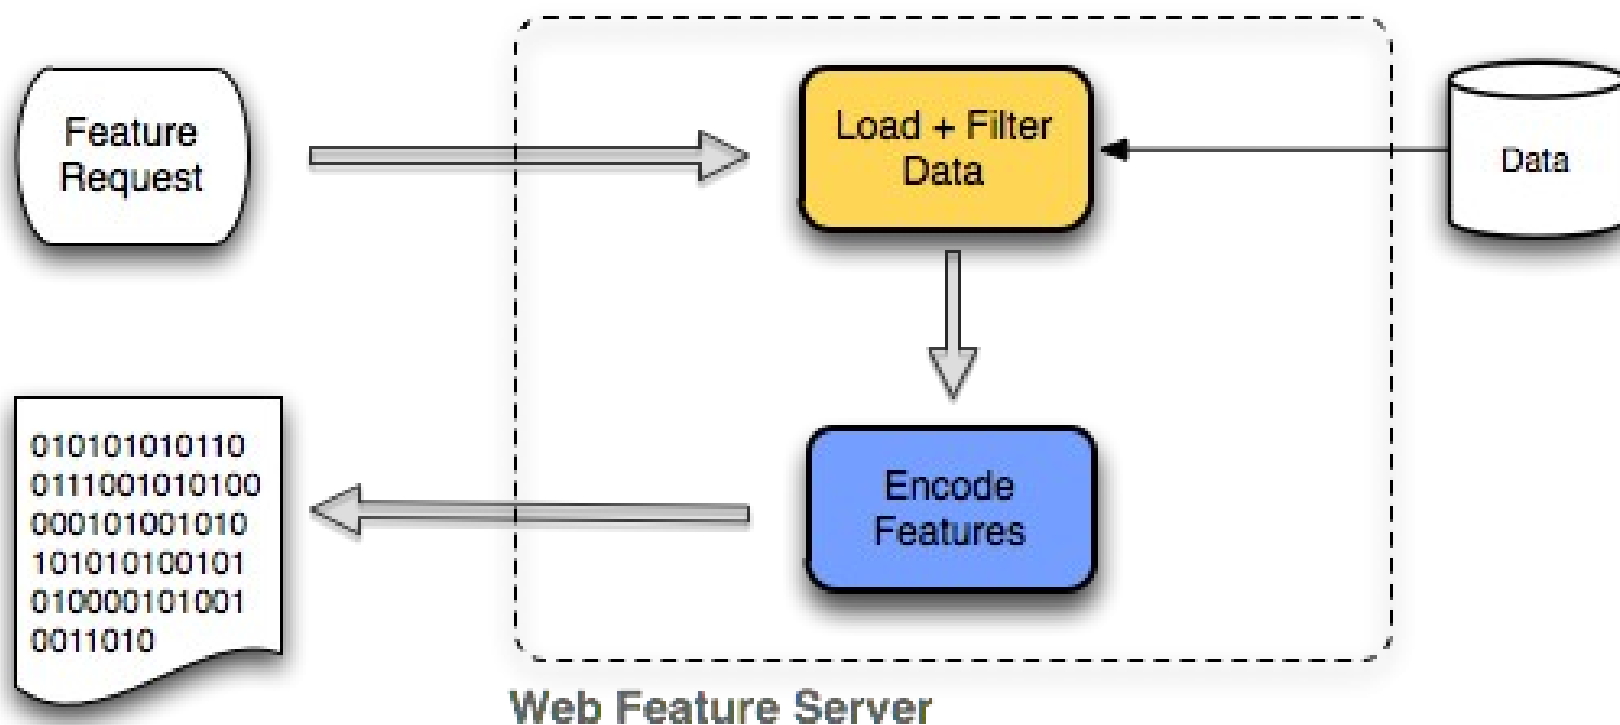 Feature
Request
Load + Filter
Data
Data
010101010110
0111001010100
000101001010
101010100101
010000101001
0011010
Encode
Features
Web Feature Server